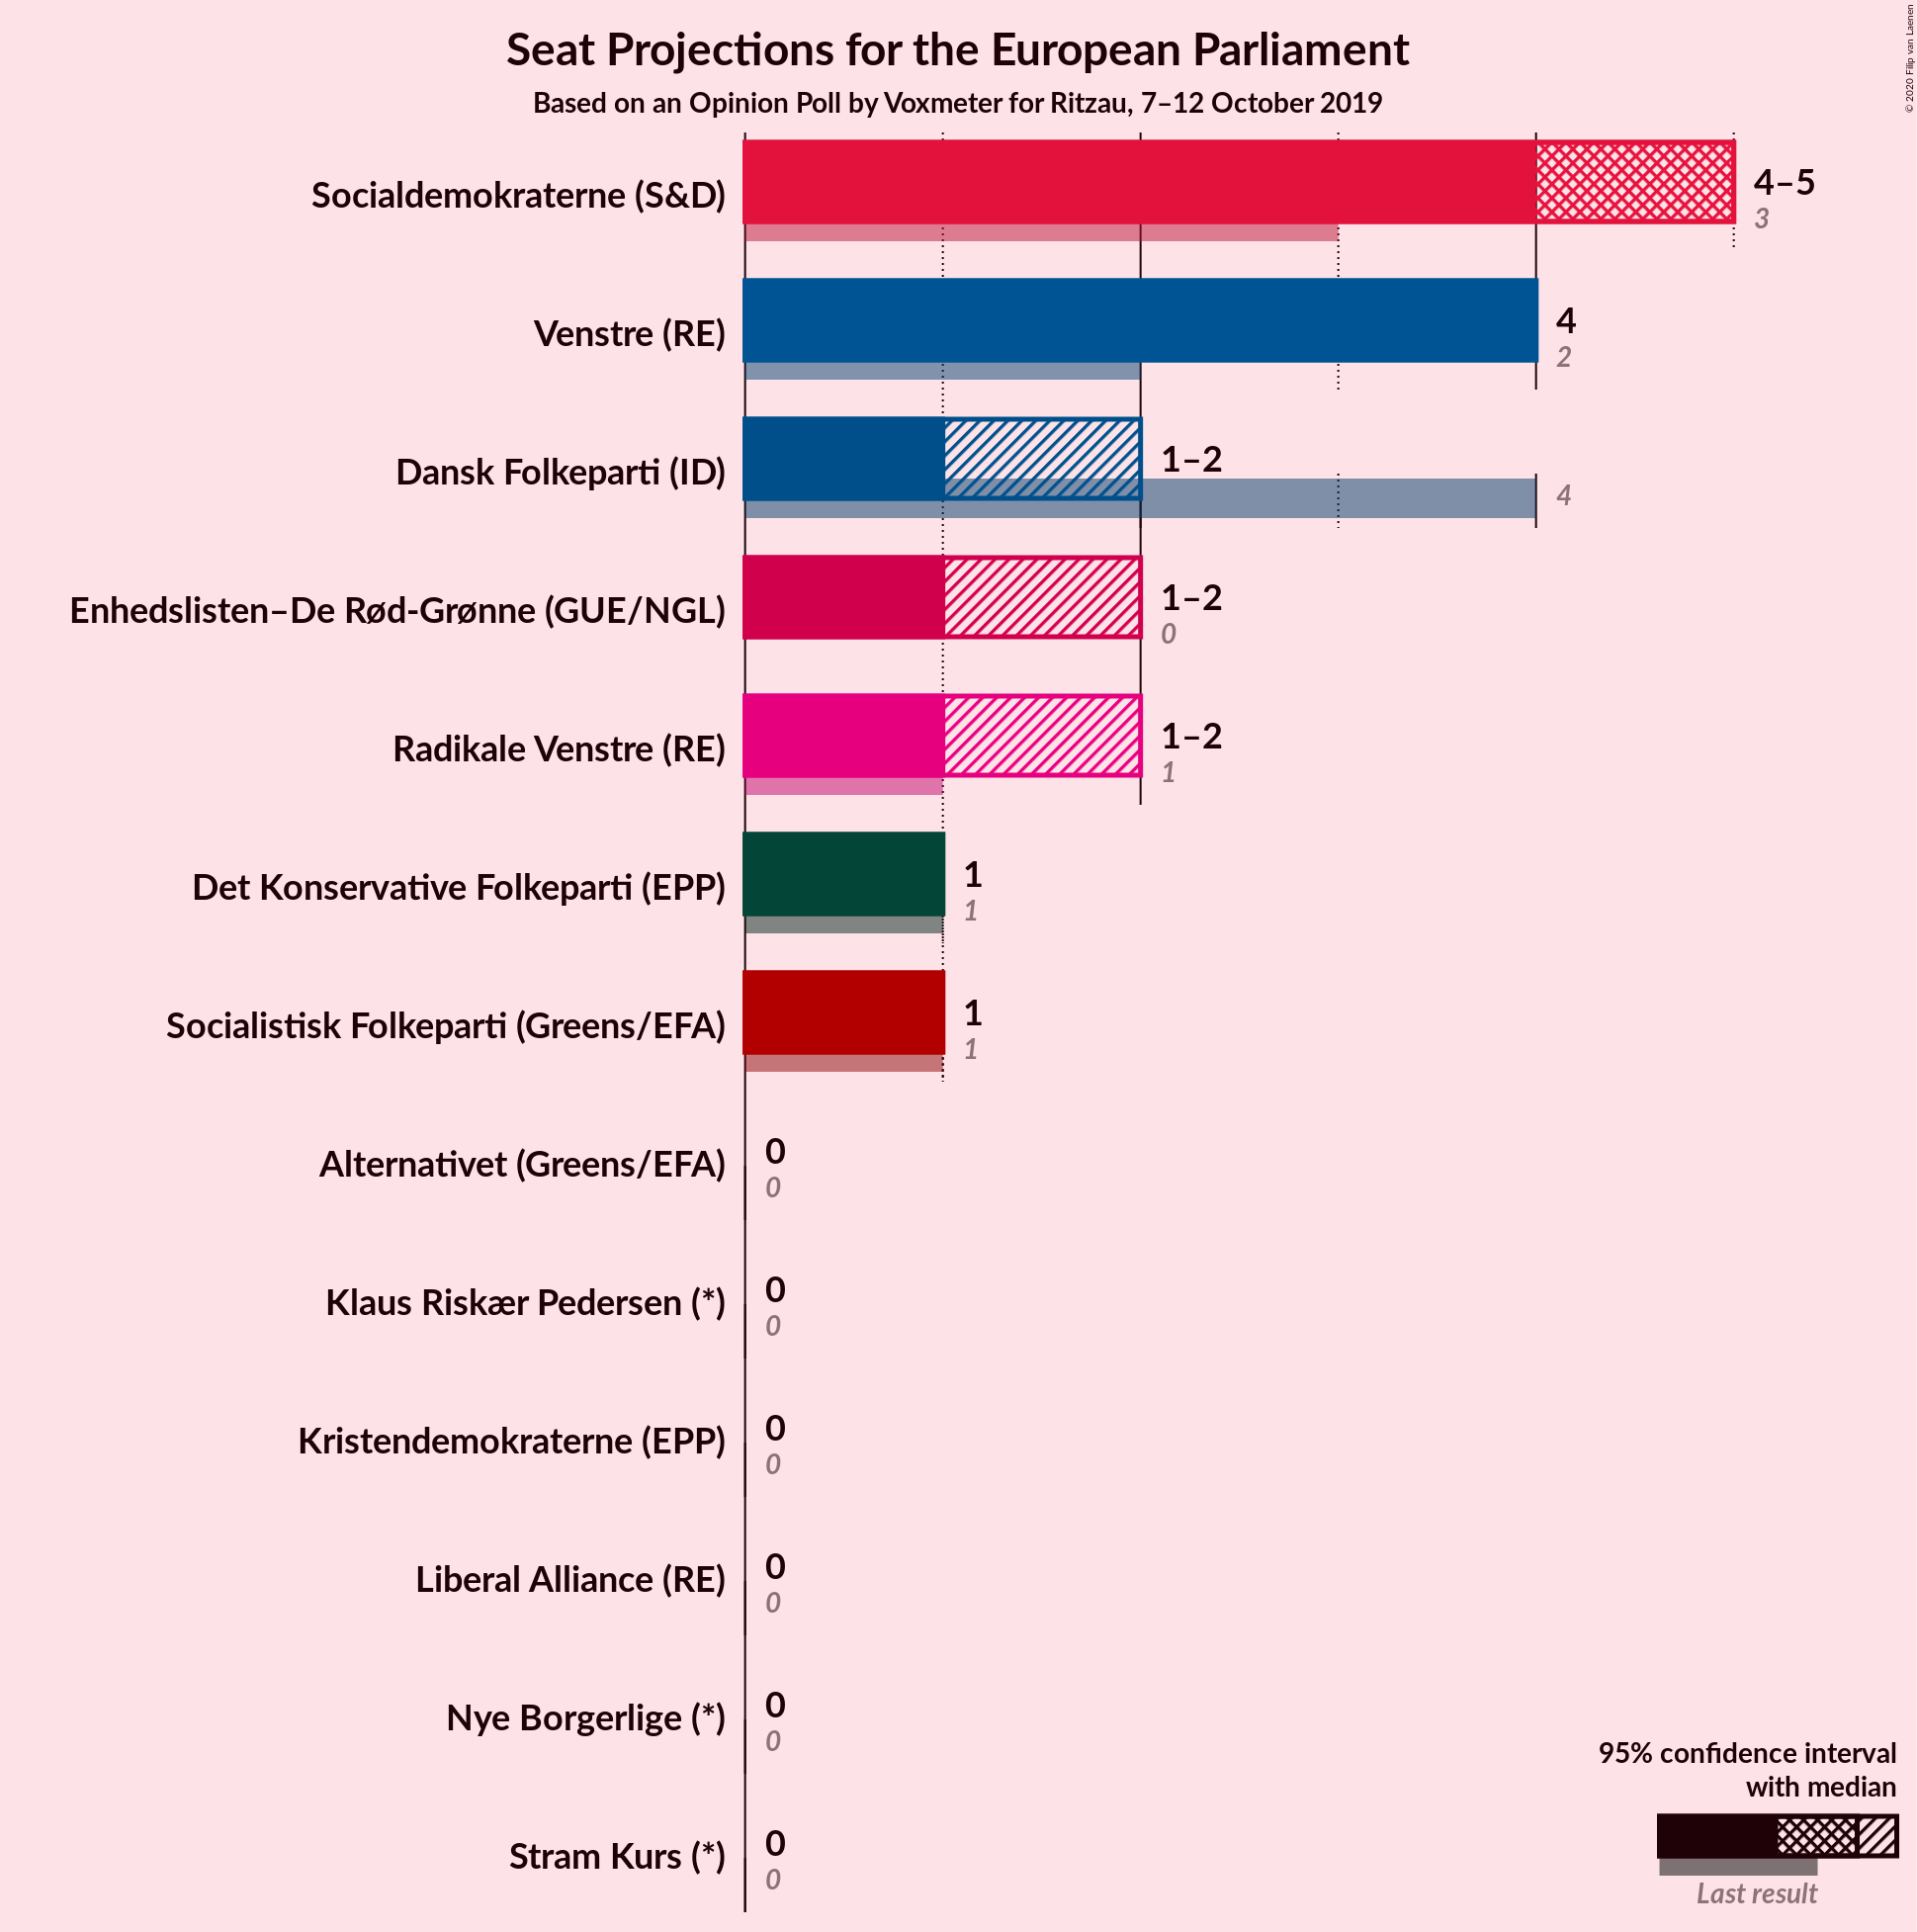 Seat Projections for the European Parliament
Based on an Opinion Poll by Voxmeter for Ritzau, 7–12 October 2019
© 2020 Filip van Laenen
Socialdemokraterne (S&D)
4–5
3
Venstre (RE)
4
2
Dansk Folkeparti (ID)
1–2
4
Enhedslisten–De Rød-Grønne (GUE/NGL)
1–2
0
Radikale Venstre (RE)
1–2
1
Det Konservative Folkeparti (EPP)
1
1
Socialistisk Folkeparti (Greens/EFA)
1
1
Alternativet (Greens/EFA)
0
0
Klaus Riskær Pedersen (*)
0
0
Kristendemokraterne (EPP)
0
0
Liberal Alliance (RE)
0
0
Nye Borgerlige (*)
0
0
Stram Kurs (*)
0
0
95% confidence interval
with median
Last result